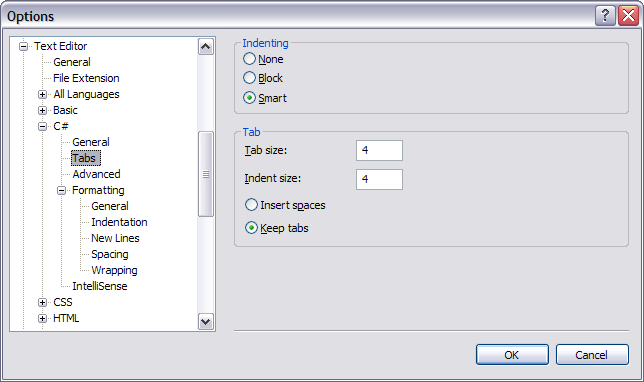 Options
Text Editor
General
File Extension
All Languages
Basic
C#
General
Tabs
Advanced
Formatting
General
Indentation
New Lines
Spacing
Wrapping
IntelliSense
CSS
HTML
Indenting
None
Block
Smart
Tab
Tab size: 4
Indent size: 4
Insert spaces
Keep tabs
OK Cancel